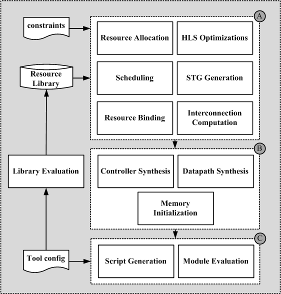 A
constraints
Resource Allocation
HLS Optimizations
Resource
Library
Scheduling
STG Generation
Resource Binding
Interconnection
Computation
B
Library Evaluation
Controller Synthesis
Datapath Synthesis
Memory
Initialization
C
Tool config
Script Generation
Module Evaluation